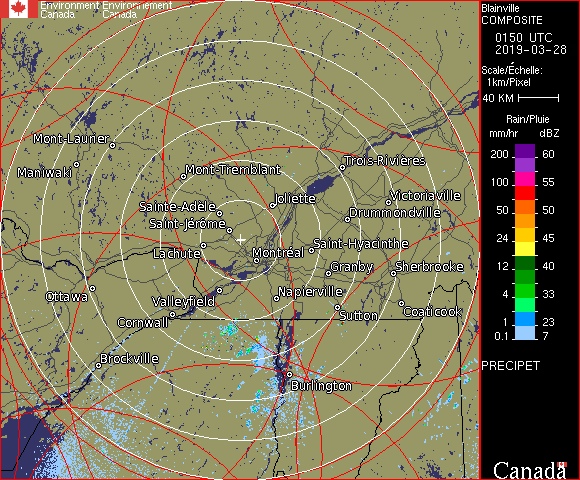 Environment Environnement
Canada Canada
Blainville
COMPOSITE
0150 UTC
2019-03-28
Scale/Échelle:
1km/Pixel
40 KM
Rain/Pluie
mm/hr dBZ
200 60
100 55
50 50
24 45
12 40
4 33
1 23
0.1 7
PRECIPET
Canada
Mont-Laurier
Maniwaki
Mont-Tremblant
Trois-Rivières
Joliette
Victoriaville
Sainte-Adèle
Drummondville
Saint-Jérôme
Lachute
Montréal
Saint-Hyacinthe
Granby
Sherbrooke
Ottawa
Valleyfield
Napierville
Cornwall
Sutton
Coaticook
Brockville
Burlington